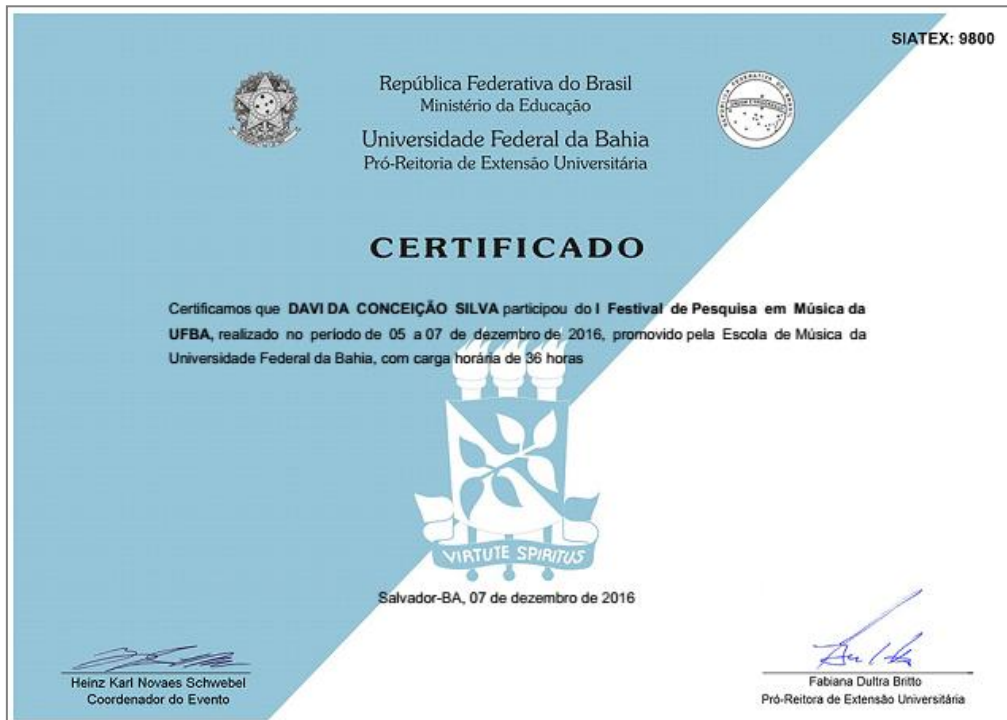 SIATEX: 9800
República Federativa do Brasil
Ministério da Educação
Universidade Federal da Bahia
Pró-Reitoria de Extensão Universitária
CERTIFICADO
Certificamos que DAVI DA CONCEIÇÃO SILVA participou do I Festival de Pesquisa em Música da
UFBA, realizado no período de 05 a 07 de dezembro de 2016, promovido pela Escola de Música da
Universidade Federal da Bahia, com carga horária de 36 horas
VIRTUTE SPIRITUS
Salvador-BA, 07 de dezembro de 2016
Heinz Karl Novaes Schwebel
Coordenador do Evento
Fabiana Dultra Britto
Pró-Reitora de Extensão Universitária